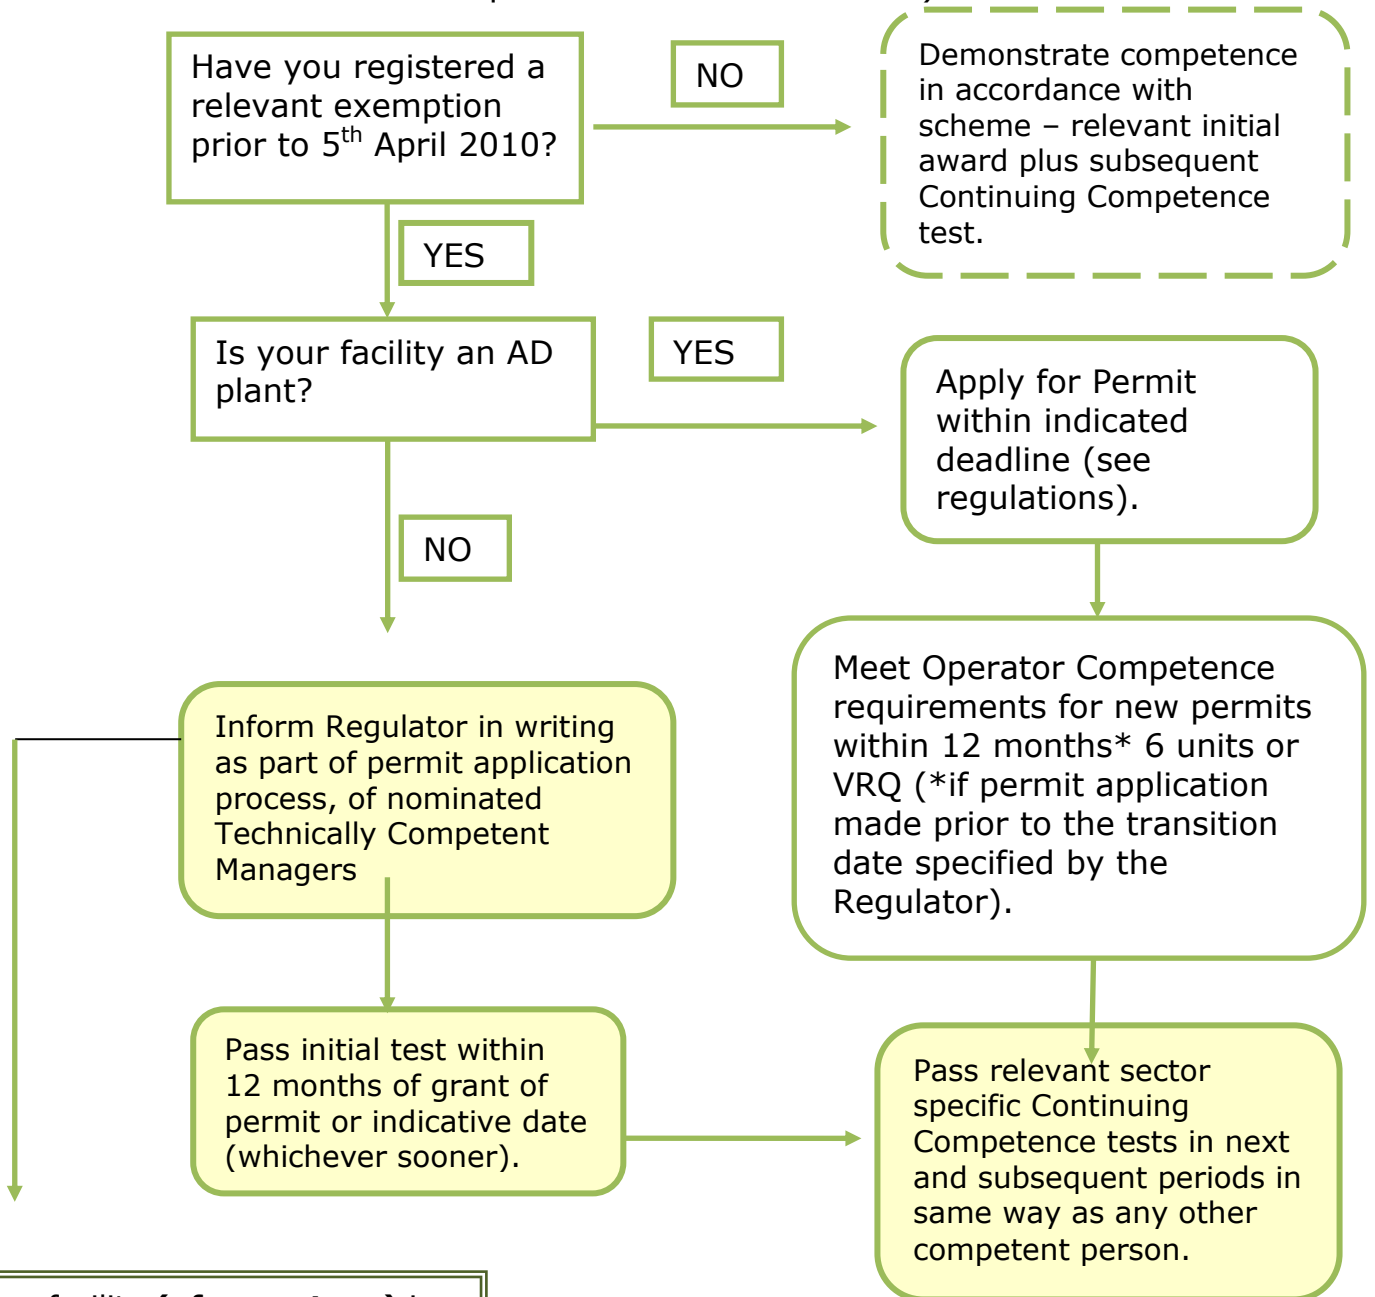 Have you registered a
relevant exemption
prior to 5th April 2010?
NO
Demonstrate competence
in accordance with
scheme – relevant initial
award plus subsequent
Continuing Competence
test.
YES
Is your facility an AD
plant?
YES
Apply for Permit
within indicated
deadline (see
regulations).
NO
Meet Operator Competence
requirements for new permits
within 12 months* 6 units or
VRQ (*if permit application
made prior to the transition
date specified by the
Regulator).
Inform Regulator in writing
as part of permit application
process, of nominated
Technically Competent
Managers
Pass initial test within
12 months of grant of
permit or indicative date
(whichever sooner).
Pass relevant sector
specific Continuing
Competence tests in next
and subsequent periods in
same way as any other
competent person.